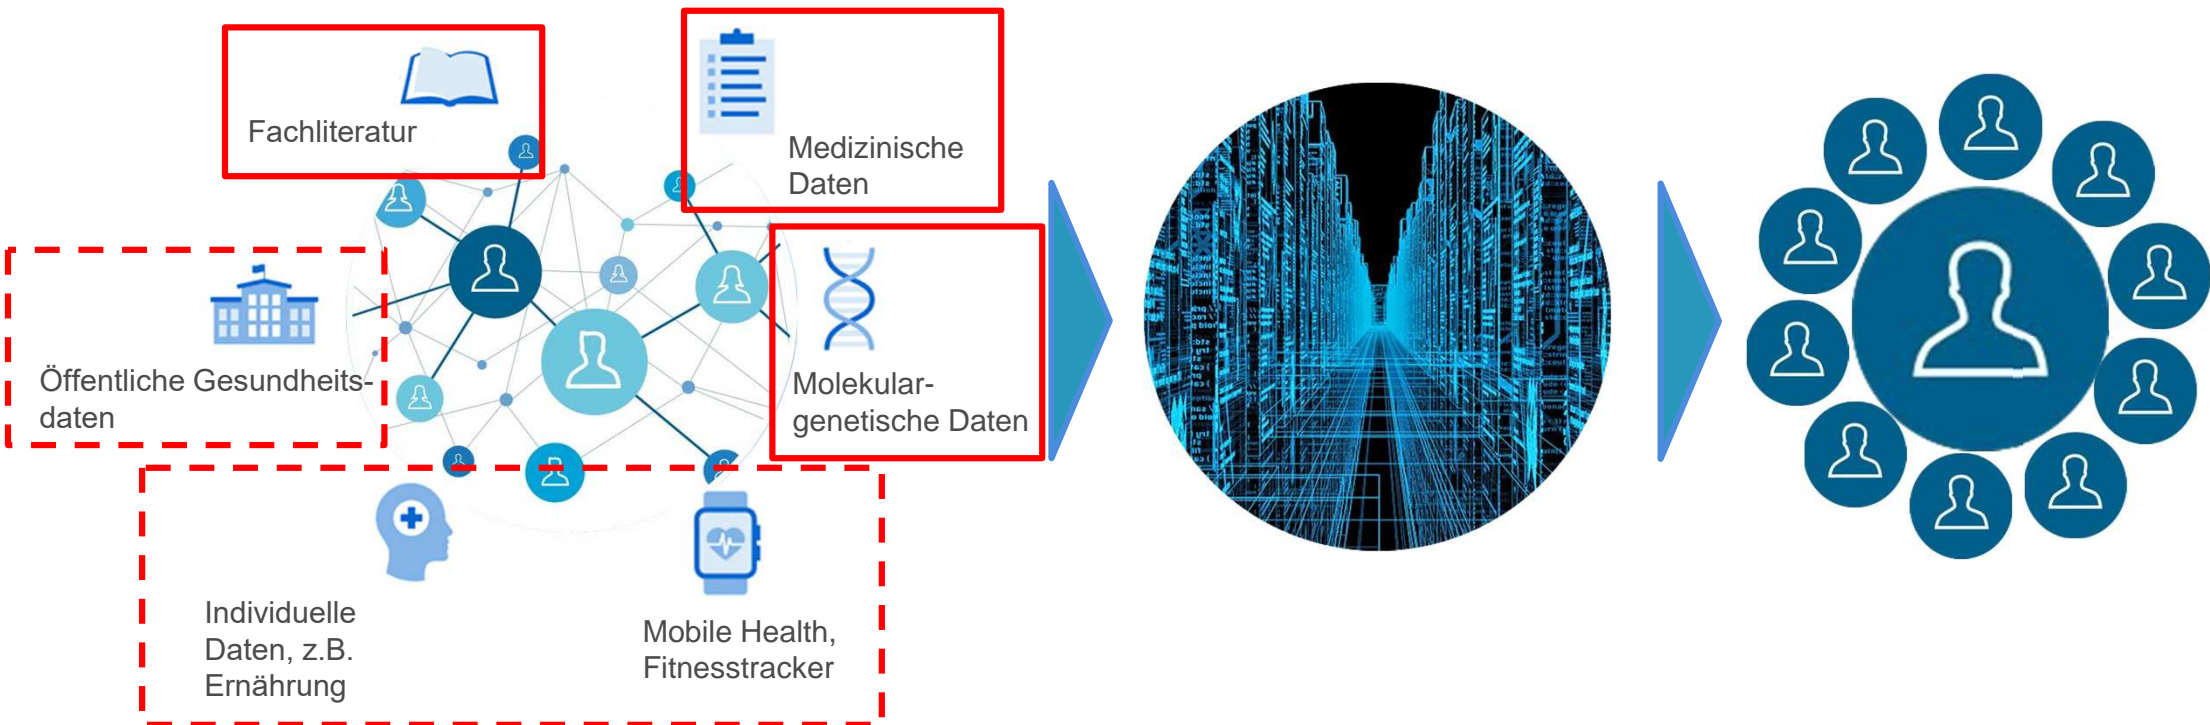 Fachliteratur
Medizinische
Daten
Öffentliche Gesundheits-
daten
Molekular-
genetische Daten
Individuelle
Daten, z.B.
Ernährung
Mobile Health,
Fitnesstracker